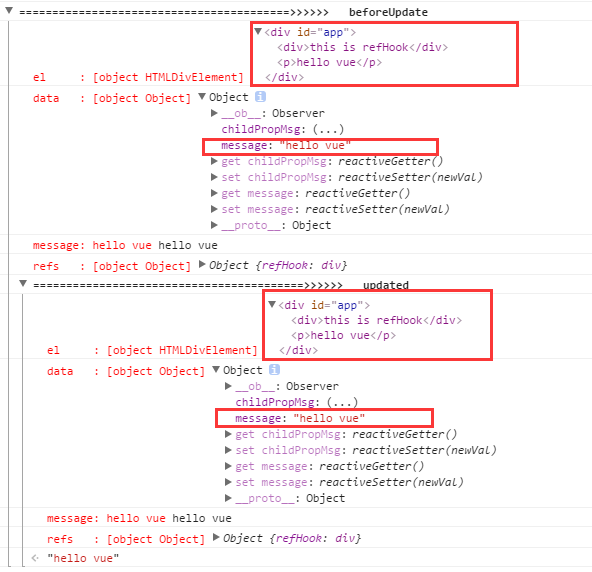 ▼ =============================>>>>>>   beforeUpdate
▼<div id="app">
<div>this is refHook</div>
<p>hello vue</p>
el     : [object HTMLDivElement] </div>
data   : [object Object] ▼Object i
▶__ob__: Observer
childPropMsg: (...)
message: "hello vue"
▶get childPropMsg: reactiveGetter()
▶set childPropMsg: reactiveSetter(newVal)
▶get message: reactiveGetter()
▶set message: reactiveSetter(newVal)
▶__proto__: Object
message: hello vue hello vue
refs   : [object Object] ▶Object {refHook: div}
▼ =============================>>>>>>   updated
▼<div id="app">
<div>this is refHook</div>
<p>hello vue</p>
el     : [object HTMLDivElement] </div>
data   : [object Object] ▼Object i
▶__ob__: Observer
childPropMsg: (...)
message: "hello vue"
▶get childPropMsg: reactiveGetter()
▶set childPropMsg: reactiveSetter(newVal)
▶get message: reactiveGetter()
▶set message: reactiveSetter(newVal)
▶__proto__: Object
message: hello vue hello vue
refs   : [object Object] ▶Object {refHook: div}
"hello vue"